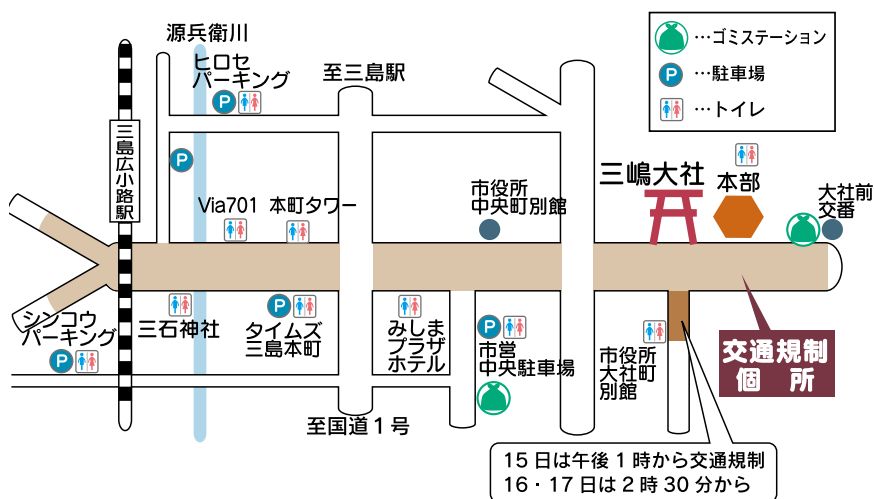 源兵衛川
ヒロセ
パーキング
P
至三島駅
…ゴミステーション
P
…駐車場
…トイレ
三島広小路駅
P
Via701
本町タワー
市役所
中央町別館
三嶋大社
本部
大社前
交番
シンコウ
パーキング
P
三石神社
P
タイムズ
三島本町
みしま
プラザ
ホテル
P
市営
中央駐車場
市役所
大社町
別館
交通規制
個所
至国道1号
15日は午後1時から交通規制
16・17日は2時30分から